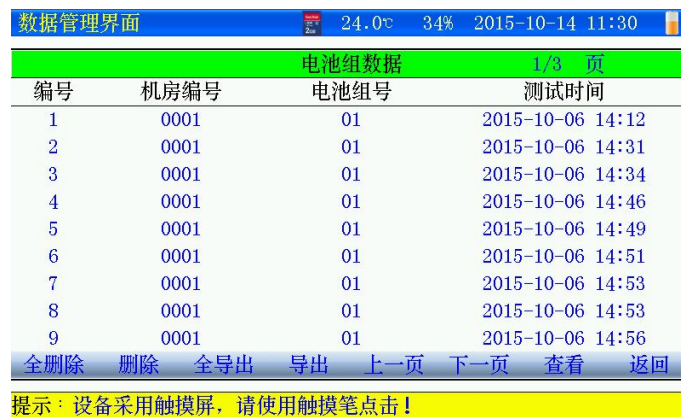 数据管理界面 24.0℃ 34% 2015-10-14 11:30
电池组数据 1/3 页
编号 机房编号 电池组号 测试时间
1 0001 01 2015-10-06 14:12
2 0001 01 2015-10-06 14:31
3 0001 01 2015-10-06 14:34
4 0001 01 2015-10-06 14:46
5 0001 01 2015-10-06 14:49
6 0001 01 2015-10-06 14:51
7 0001 01 2015-10-06 14:53
8 0001 01 2015-10-06 14:53
9 0001 01 2015-10-06 14:56
全删除 删除 全导出 导出 上一页 下一页 查看 返回
提示：设备采用触摸屏，请使用触摸笔点击！